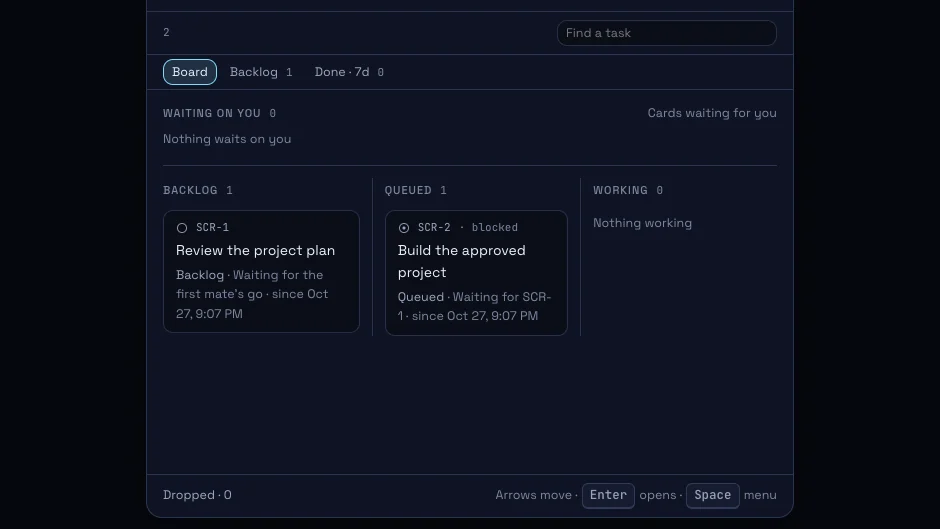 2
Find a task
Board
Backlog 1
Done · 7d 0
WAITING ON YOU 0
Cards waiting for you
Nothing waits on you
BACKLOG 1
SCR-1
Review the project plan
Backlog · Waiting for the
first mate's go · since Oct
27, 9:07 PM
QUEUED 1
SCR-2 · blocked
Build the approved
project
Queued · Waiting for SCR-
1 · since Oct 27, 9:07 PM
WORKING 0
Nothing working
Dropped · 0
Arrows move · Enter opens · Space menu